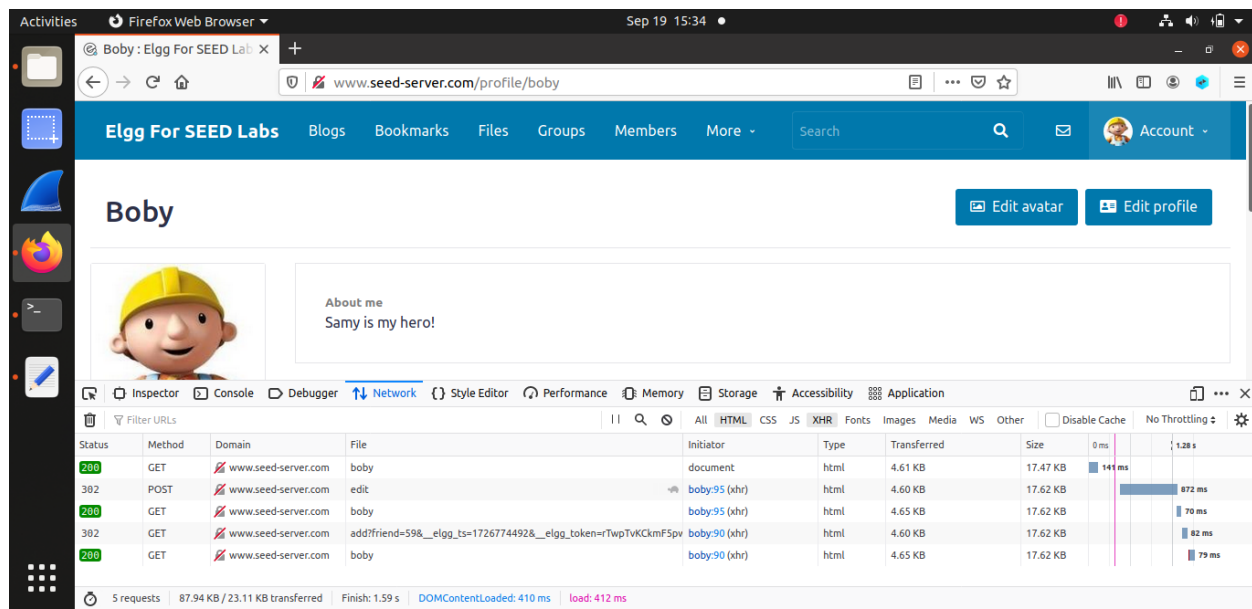 Activities Firefox Web Browser Sep 19 15:34
Boby : Elgg For SEED Lab
www.seed-server.com/profile/boby
Elgg For SEED Labs Blogs Bookmarks Files Groups Members More Search Account
Boby Edit avatar Edit profile
About me
Samy is my hero!
Inspector Console Debugger Network Style Editor Performance Memory Storage Accessibility Application
Filter URLs All HTML CSS JS XHR Fonts Images Media WS Other Disable Cache No Throttling
Status Method Domain File Initiator Type Transferred Size 0 ms 1.28 s
200 GET www.seed-server.com boby document html 4.61 KB 17.47 KB 141 ms
302 POST www.seed-server.com edit boby:95 (xhr) html 4.60 KB 17.62 KB 872 ms
200 GET www.seed-server.com boby boby:95 (xhr) html 4.65 KB 17.62 KB 70 ms
302 GET www.seed-server.com add?friend=59&__elgg_ts=1726774492&__elgg_token=rTwpTvKCkmF5pv boby:90 (xhr) html 4.60 KB 17.62 KB 82 ms
200 GET www.seed-server.com boby boby:90 (xhr) html 4.65 KB 17.62 KB 79 ms
5 requests 87.94 KB / 23.11 KB transferred Finish: 1.59 s DOMContentLoaded: 410 ms load: 412 ms